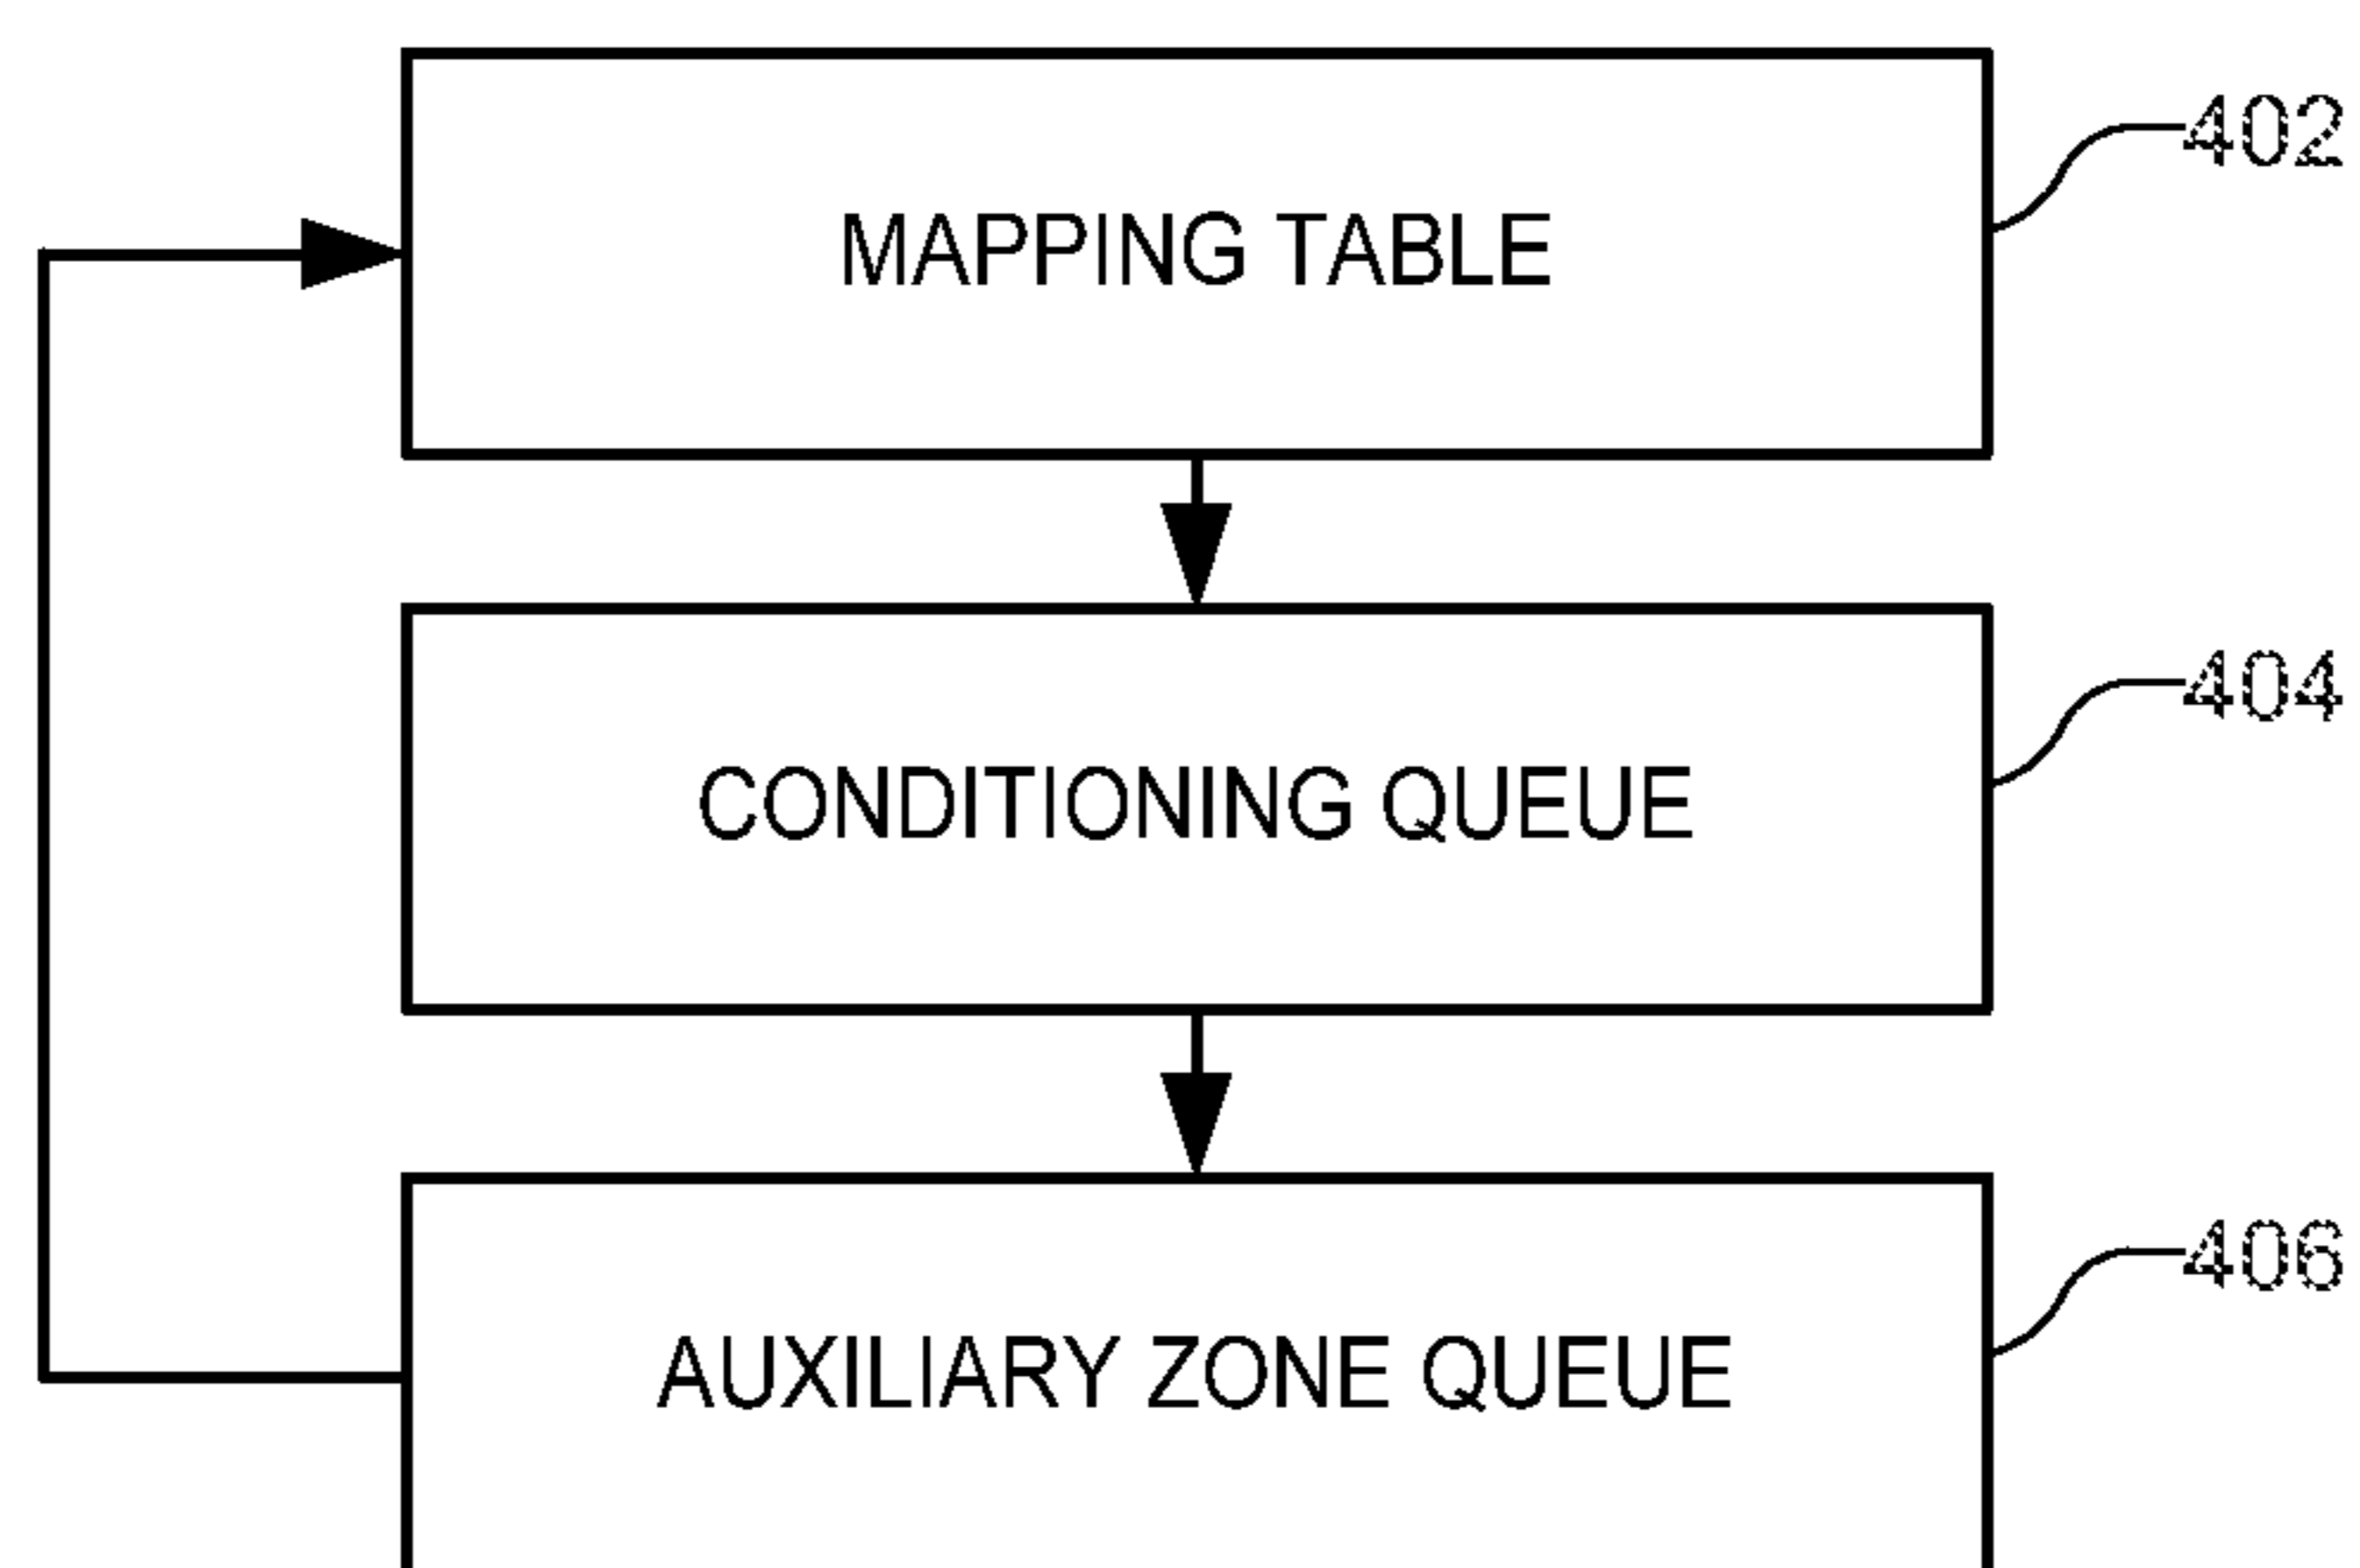 MAPPING TABLE
402
CONDITIONING QUEUE
404
AUXILIARY ZONE QUEUE
406